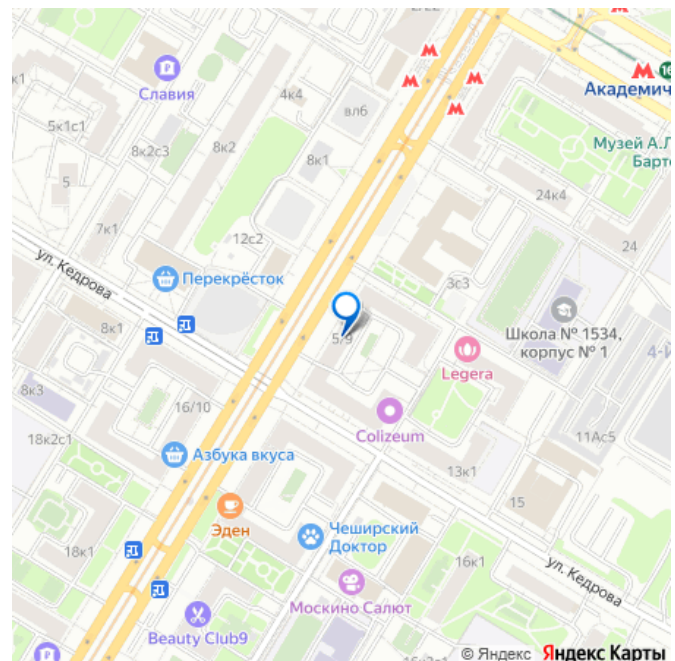 Славия
4к4
вл6
16
Академич
5к1с1
8к2с3
8к2
8к1
Музей А.Л
Барто
5
24к4
7к1
12с2
24
ул. Кедрова
Перекрёсток
3с3
8к1
5/9
Школа № 1534,
корпус № 1
4-й
Legera
8к3
16/10
Colizeum
18к2с1
11Ас5
Азбука вкуса
13к1
15
Эден
Чеширский
Доктор
18к1
16к1
ул. Кедрова
Москино Салют
Beauty Club9
© Яндекс Яндекс Карты